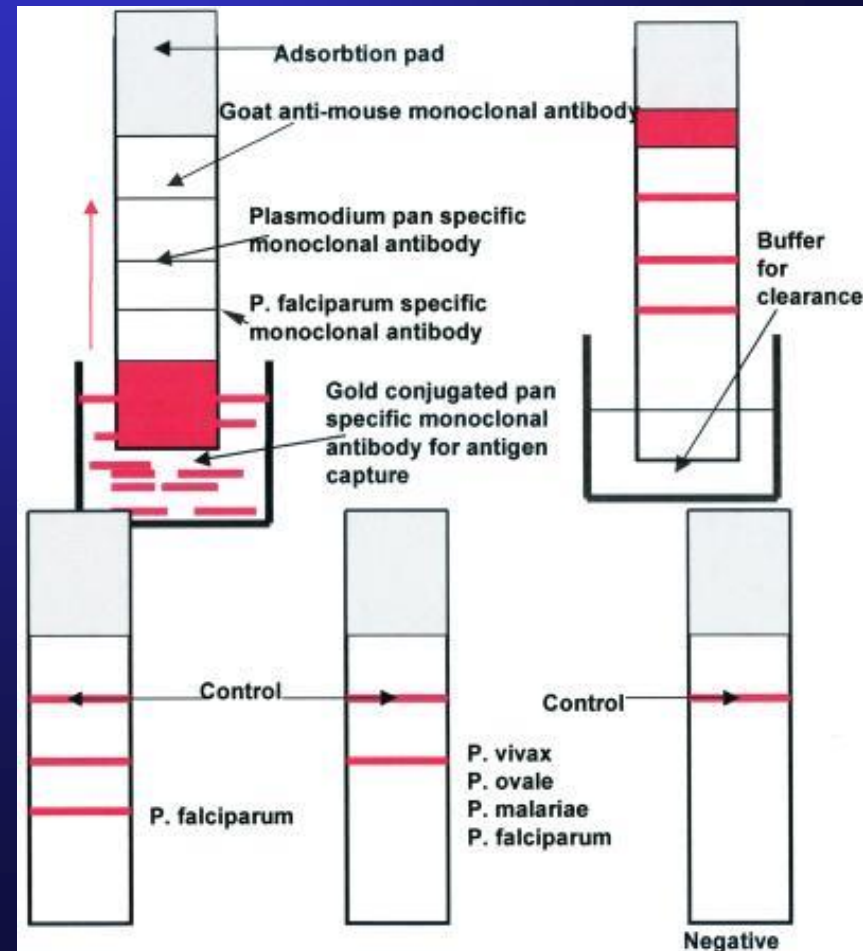 Adsorbtion pad
Goat anti-mouse monoclonal antibody
Plasmodium pan specific
monoclonal antibody
P. falciparum specific
monoclonal antibody
Gold conjugated pan
specific monoclonal
antibody for antigen
capture
Buffer
for
clearance
Control
P. falciparum
P. vivax
P. ovale
P. malariae
P. falciparum
Control
Negative